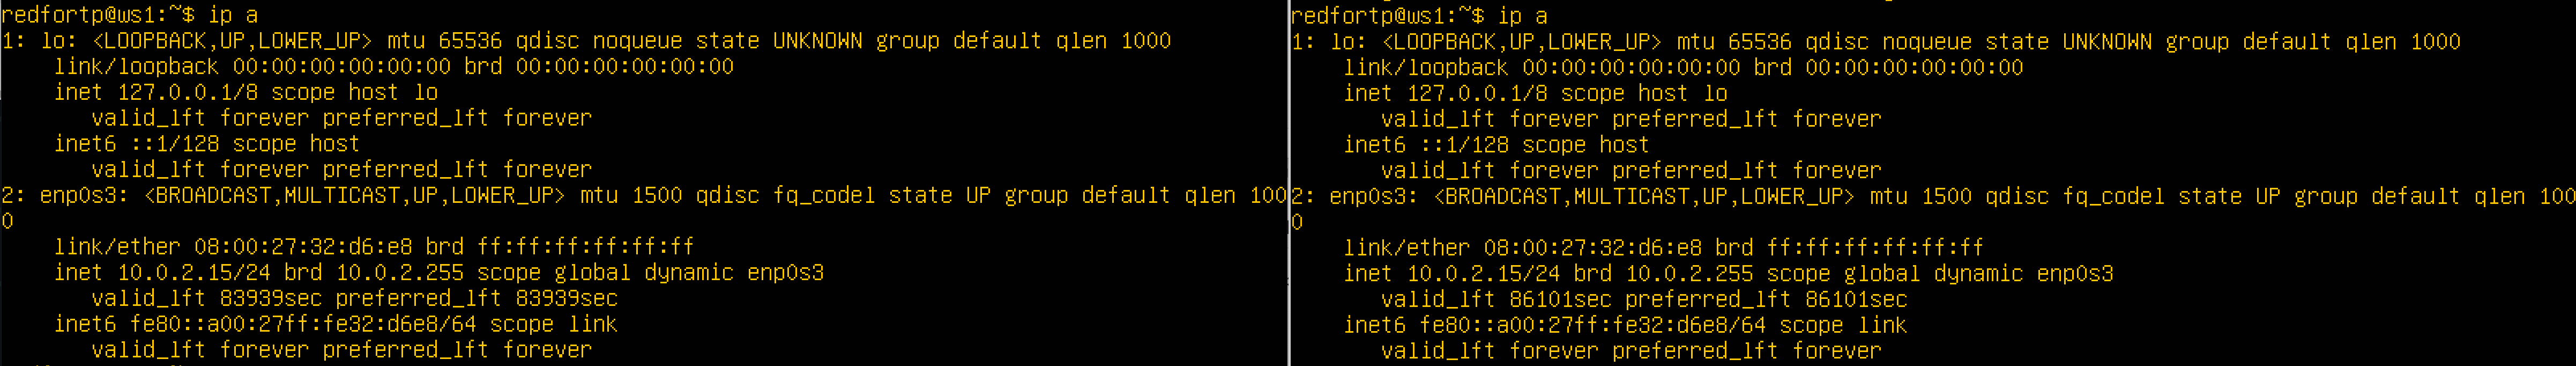 redfortp@ws1:~$ ip a
1: lo: <LOOPBACK,UP,LOWER_UP> mtu 65536 qdisc noqueue state UNKNOWN group default qlen 1000
    link/loopback 00:00:00:00:00:00 brd 00:00:00:00:00:00
    inet 127.0.0.1/8 scope host lo
       valid_lft forever preferred_lft forever
    inet6 ::1/128 scope host
       valid_lft forever preferred_lft forever
2: enp0s3: <BROADCAST,MULTICAST,UP,LOWER_UP> mtu 1500 qdisc fq_codel state UP group default qlen 100
0
    link/ether 08:00:27:32:d6:e8 brd ff:ff:ff:ff:ff:ff
    inet 10.0.2.15/24 brd 10.0.2.255 scope global dynamic enp0s3
       valid_lft 83939sec preferred_lft 83939sec
    inet6 fe80::a00:27ff:fe32:d6e8/64 scope link
       valid_lft forever preferred_lft forever
redfortp@ws1:~$ ip a
1: lo: <LOOPBACK,UP,LOWER_UP> mtu 65536 qdisc noqueue state UNKNOWN group default qlen 1000
    link/loopback 00:00:00:00:00:00 brd 00:00:00:00:00:00
    inet 127.0.0.1/8 scope host lo
       valid_lft forever preferred_lft forever
    inet6 ::1/128 scope host
       valid_lft forever preferred_lft forever
2: enp0s3: <BROADCAST,MULTICAST,UP,LOWER_UP> mtu 1500 qdisc fq_codel state UP group default qlen 100
0
    link/ether 08:00:27:32:d6:e8 brd ff:ff:ff:ff:ff:ff
    inet 10.0.2.15/24 brd 10.0.2.255 scope global dynamic enp0s3
       valid_lft 86101sec preferred_lft 86101sec
    inet6 fe80::a00:27ff:fe32:d6e8/64 scope link
       valid_lft forever preferred_lft forever